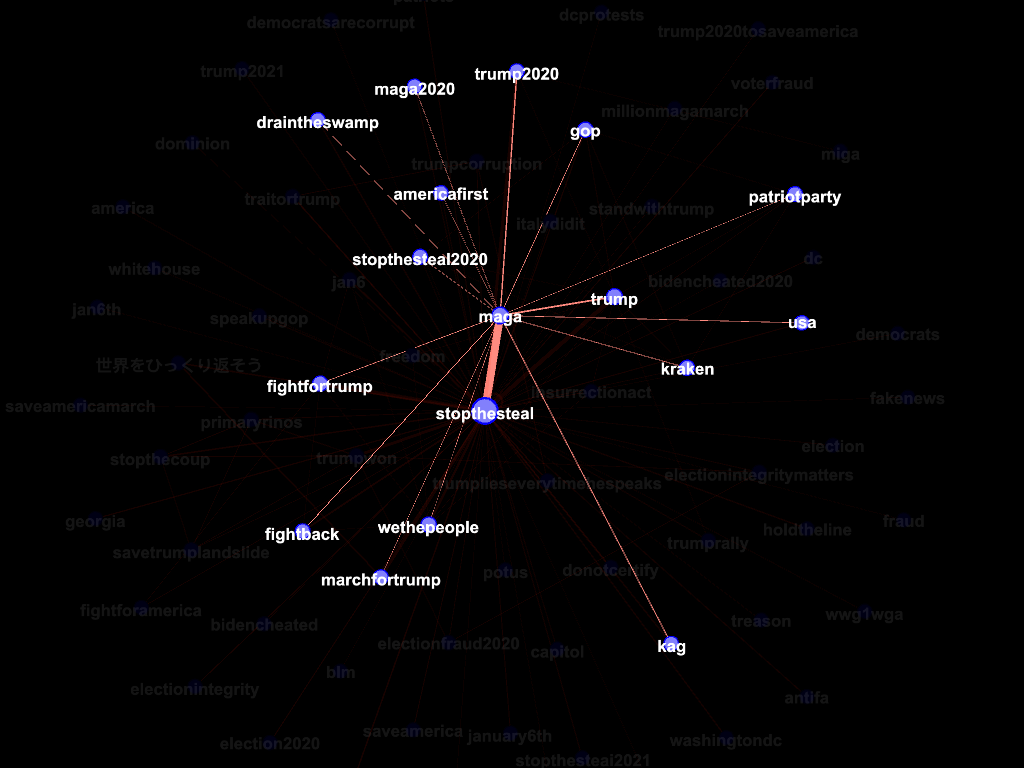 patriots
democratsarecorrupt
dcprotests
trump2020tosaveamerica
trump2021
trump2020
maga2020
voterfraud
millionmagamarch
draintheswamp
gop
dominion
miga
trumpcorruption
americafirst
traitortrump
patriotparty
america
standwithtrump
italydidit
stopthesteal2020
dc
whitehouse
jan6
bidencheated2020
trump
jan6th
speakupgop
maga
usa
democrats
freedom
世界をひっくり返そう
kraken
fightfortrump
insurrectionact
fakenews
saveamericamarch
stopthesteal
primaryrinos
election
stopthecoup
trumpwon
electionintegritymatters
trumplieseverytimehespeaks
georgia
fraud
wethepeople
holdtheline
fightback
trumprally
savetrumplandslide
potus
donotcertify
marchfortrump
fightforamerica
wwg1wga
treason
bidencheated
electionfraud2020
kag
capitol
blm
electionintegrity
antifa
saveamerica
january6th
washingtondc
election2020
stopthesteal2021